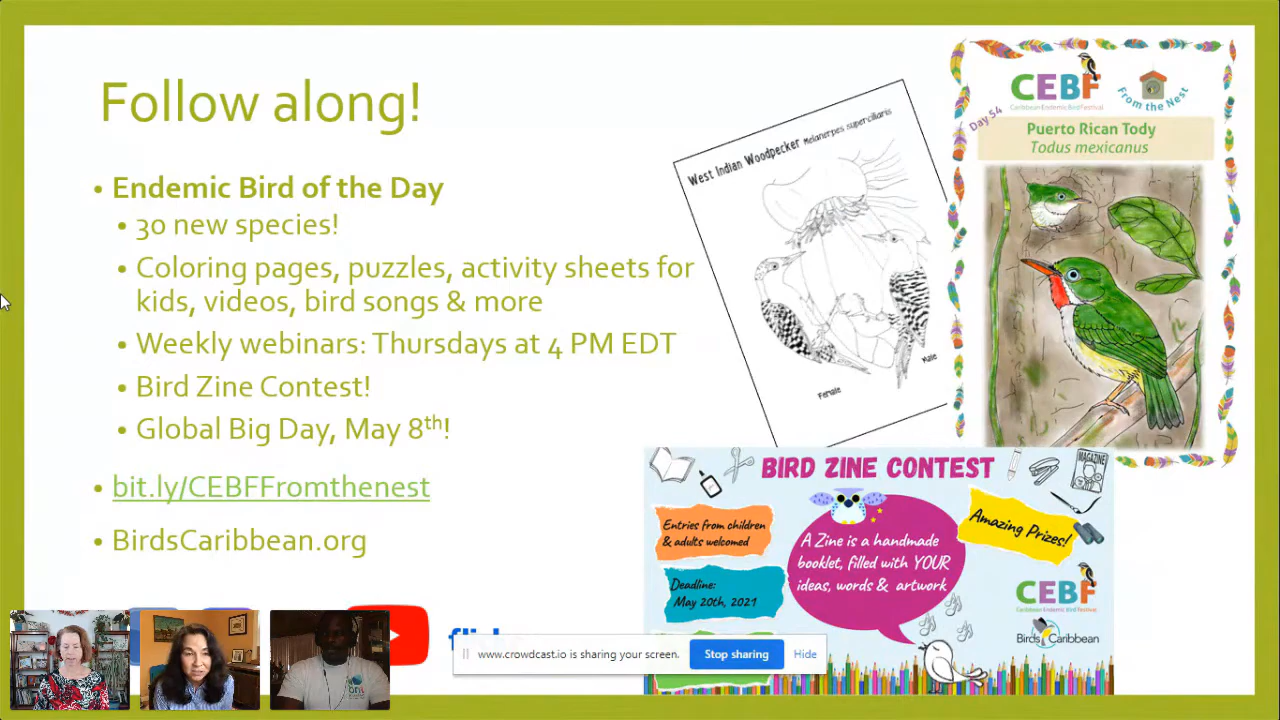 Follow along!
• Endemic Bird of the Day
• 30 new species!
• Coloring pages, puzzles, activity sheets for
kids, videos, bird songs & more
• Weekly webinars: Thursdays at 4 PM EDT
• Bird Zine Contest!
• Global Big Day, May 8th!
• bit.ly/CEBFFromthenest
• BirdsCaribbean.org
West Indian Woodpecker Melanerpes superciliaris
Female
Male
CEBF
Caribbean Endemic Bird Festival
From the Nest
Day 54
Puerto Rican Tody
Todus mexicanus
BIRD ZINE CONTEST
MAGAZINE
Entries from children
& adults welcomed
Deadline:
May 20th, 2021
A Zine is a handmade
booklet, filled with YOUR
ideas, words & artwork
Amazing Prizes!
CEBF
Caribbean Endemic Bird Festival
BirdsCaribbean
www.crowdcast.io is sharing your screen.
Stop sharing
Hide